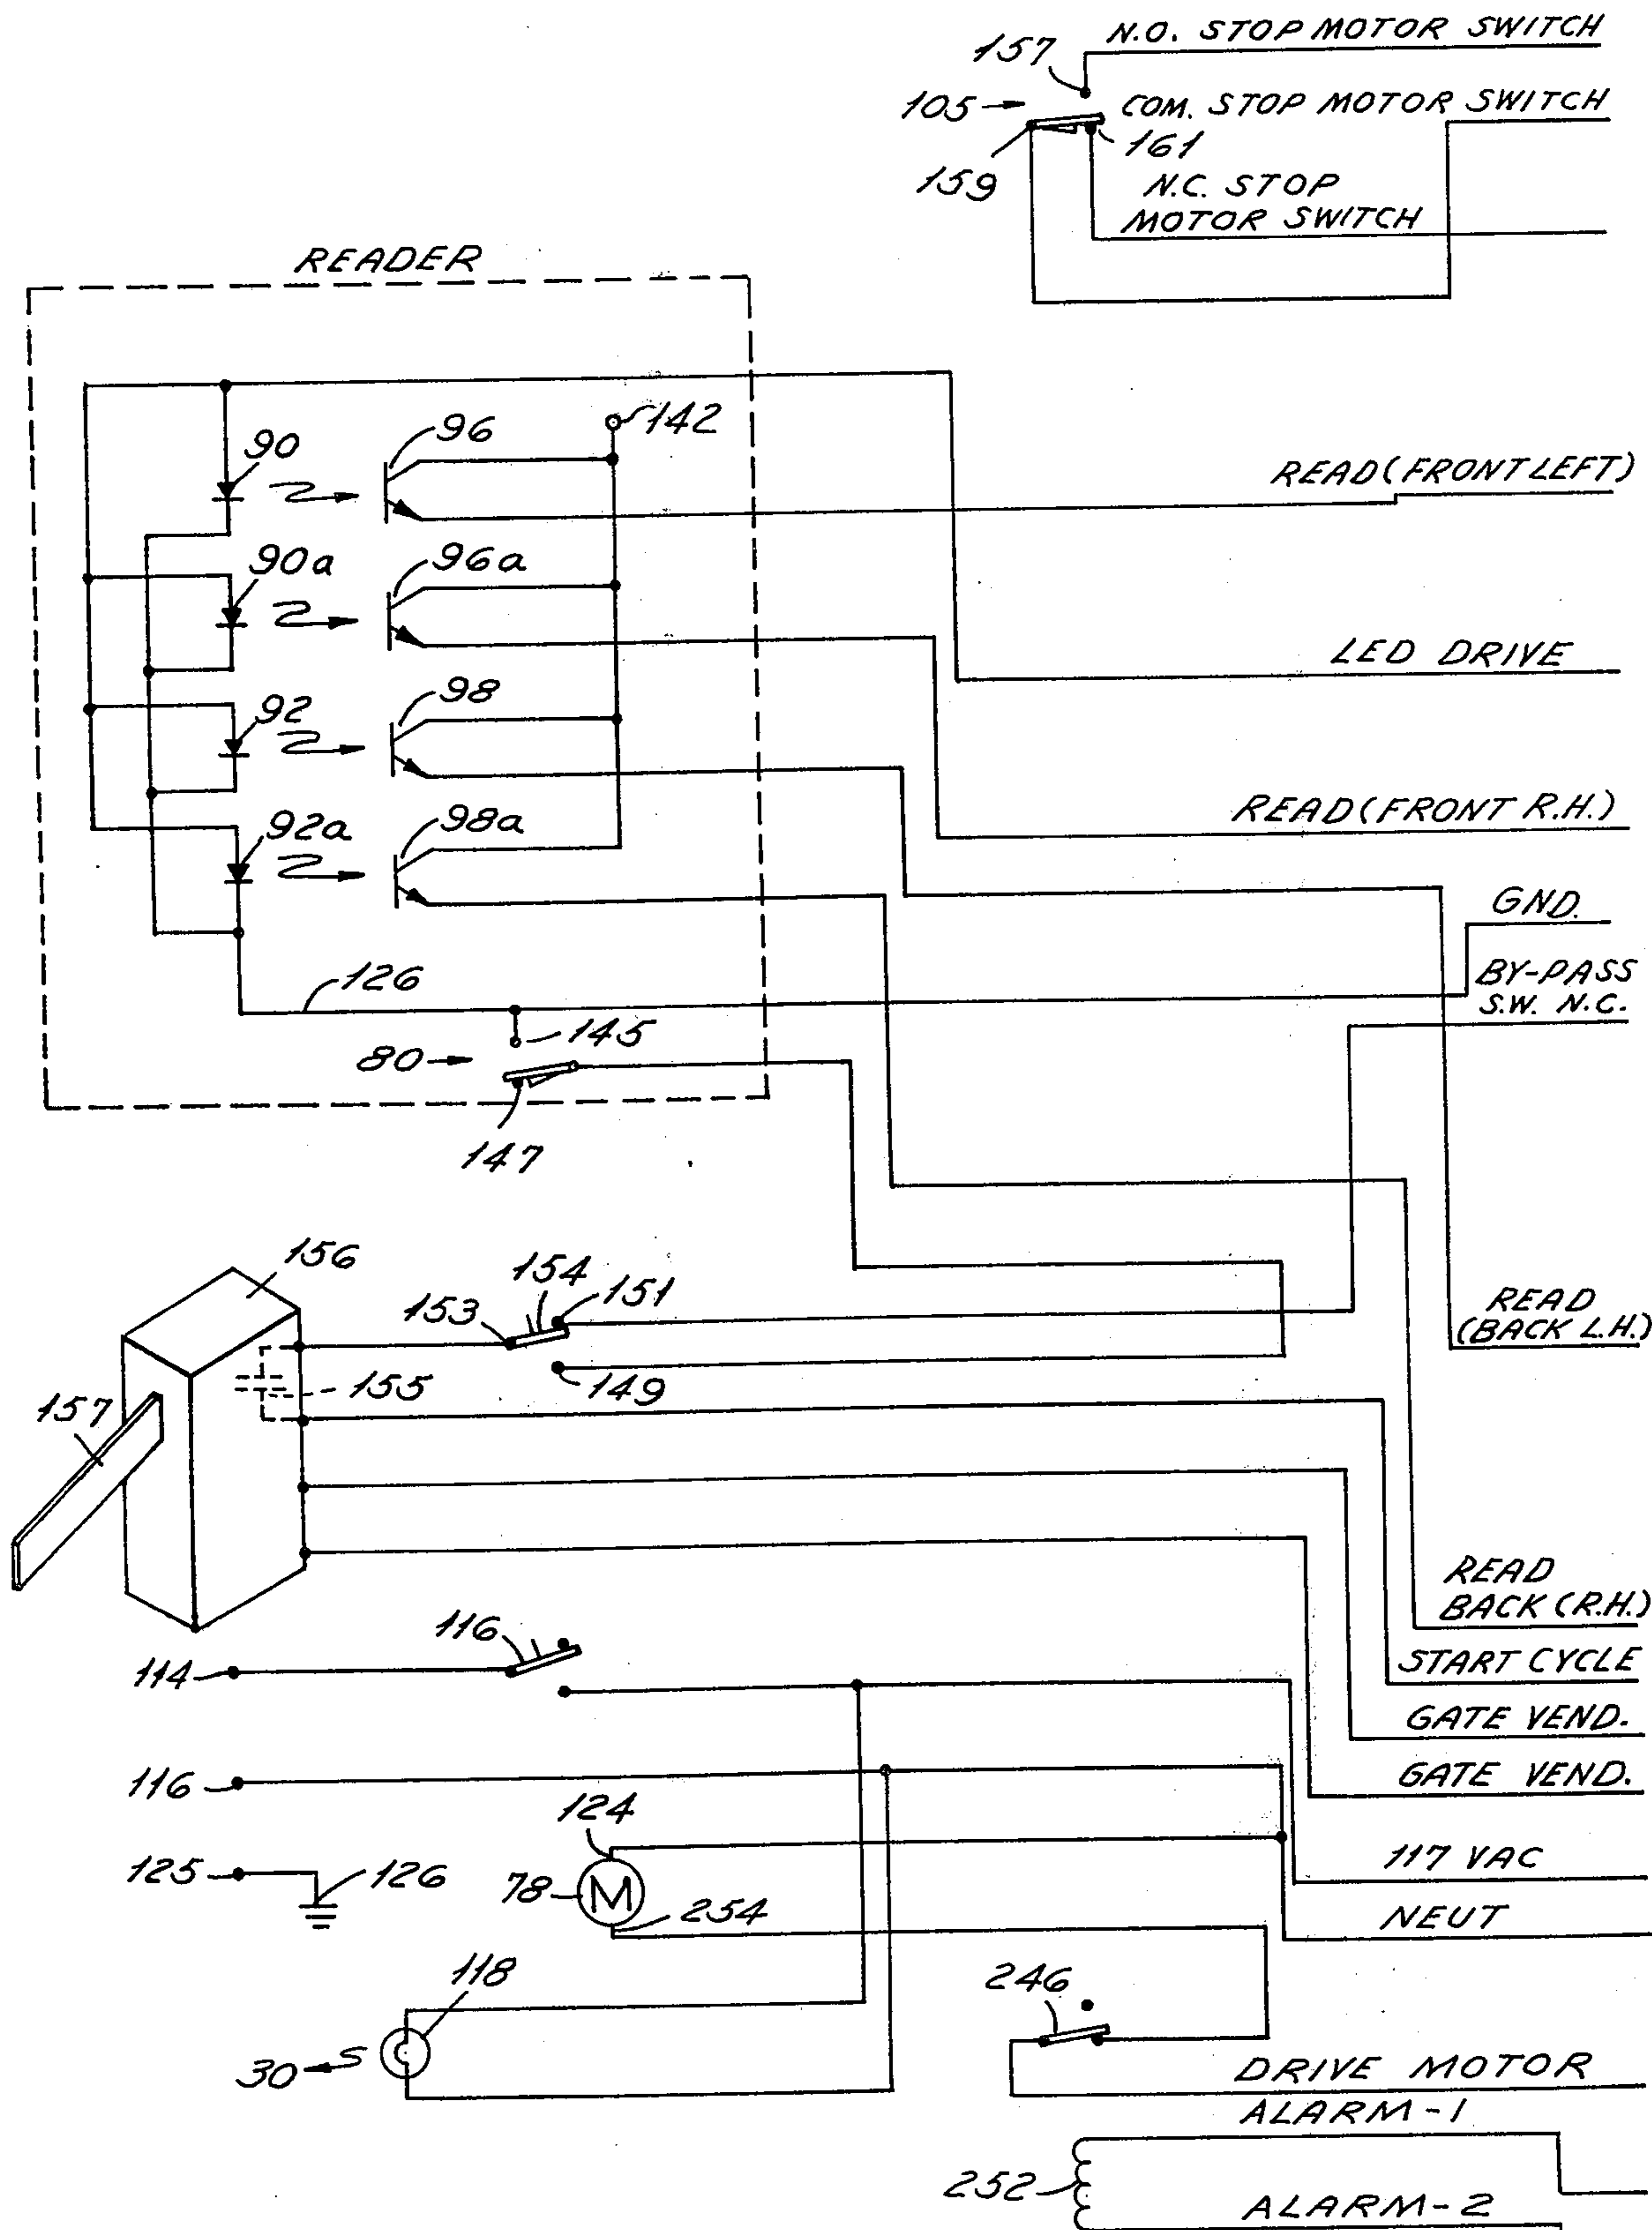 N.O. STOP MOTOR SWITCH
157
105
COM. STOP MOTOR SWITCH
161
159
N.C. STOP
MOTOR SWITCH
READER
142
96
90
READ (FRONT LEFT)
90a
96a
LED DRIVE
98
92
READ (FRONT R.H.)
98a
92a
GND.
126
BY-PASS
S.W. N.C.
145
80
147
156
154
151
153
READ
(BACK L.H.)
155
149
157
READ
BACK (R.H.)
116
114
START CYCLE
GATE VEND.
116
GATE VEND.
124
125
126
117 VAC
78
M
254
NEUT
118
246
30
DRIVE MOTOR
ALARM-1
252
ALARM-2